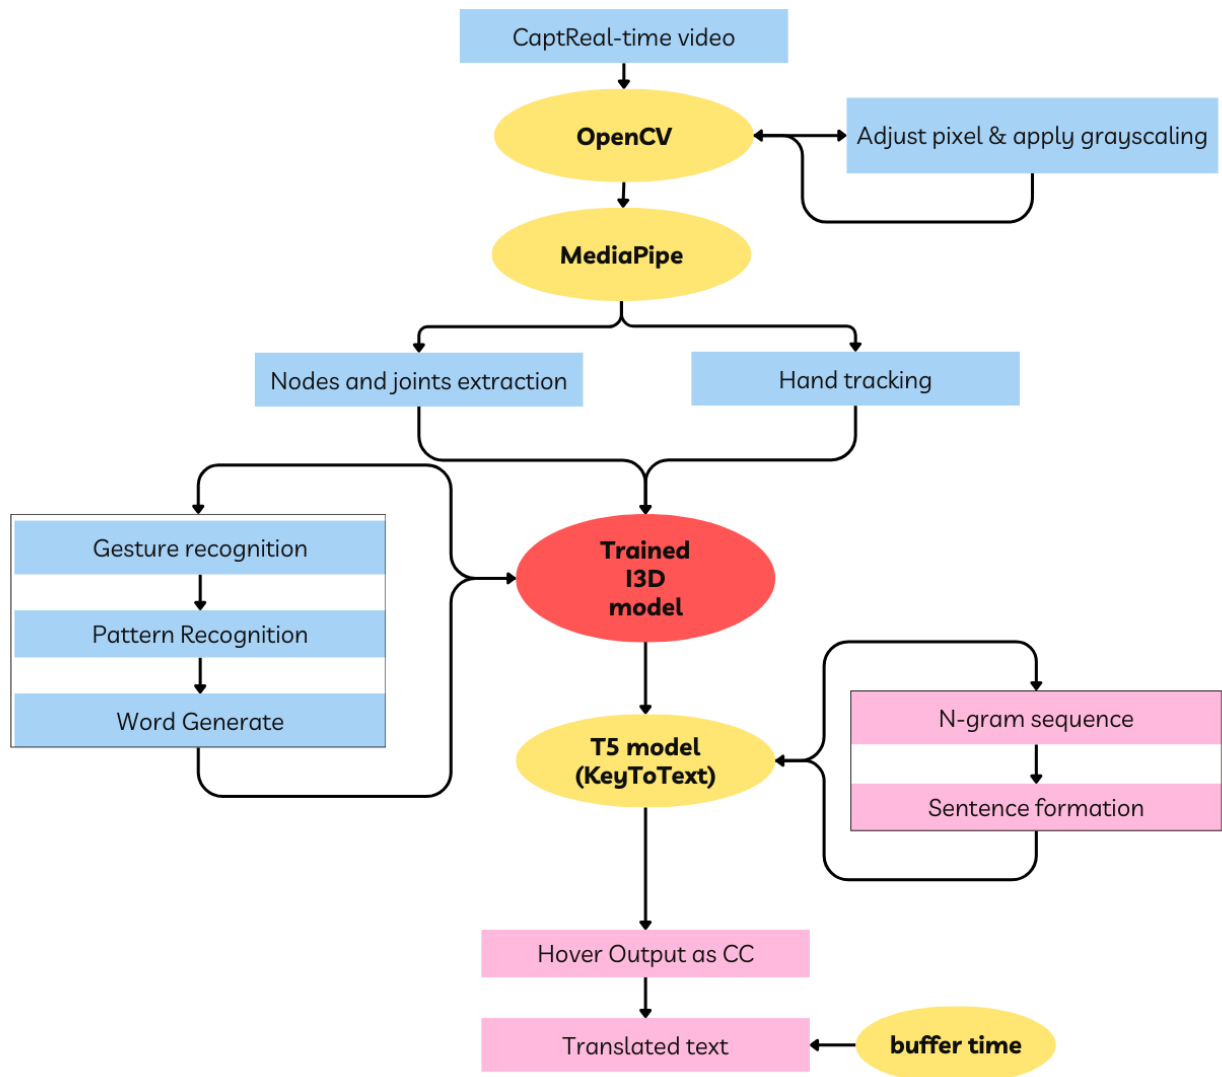 CaptReal-time video
OpenCV
Adjust pixel & apply grayscaling
MediaPipe
Nodes and joints extraction
Hand tracking
Gesture recognition
Pattern Recognition
Word Generate
Trained
I3D
model
T5 model
(KeyToText)
N-gram sequence
Sentence formation
Hover Output as CC
Translated text
buffer time